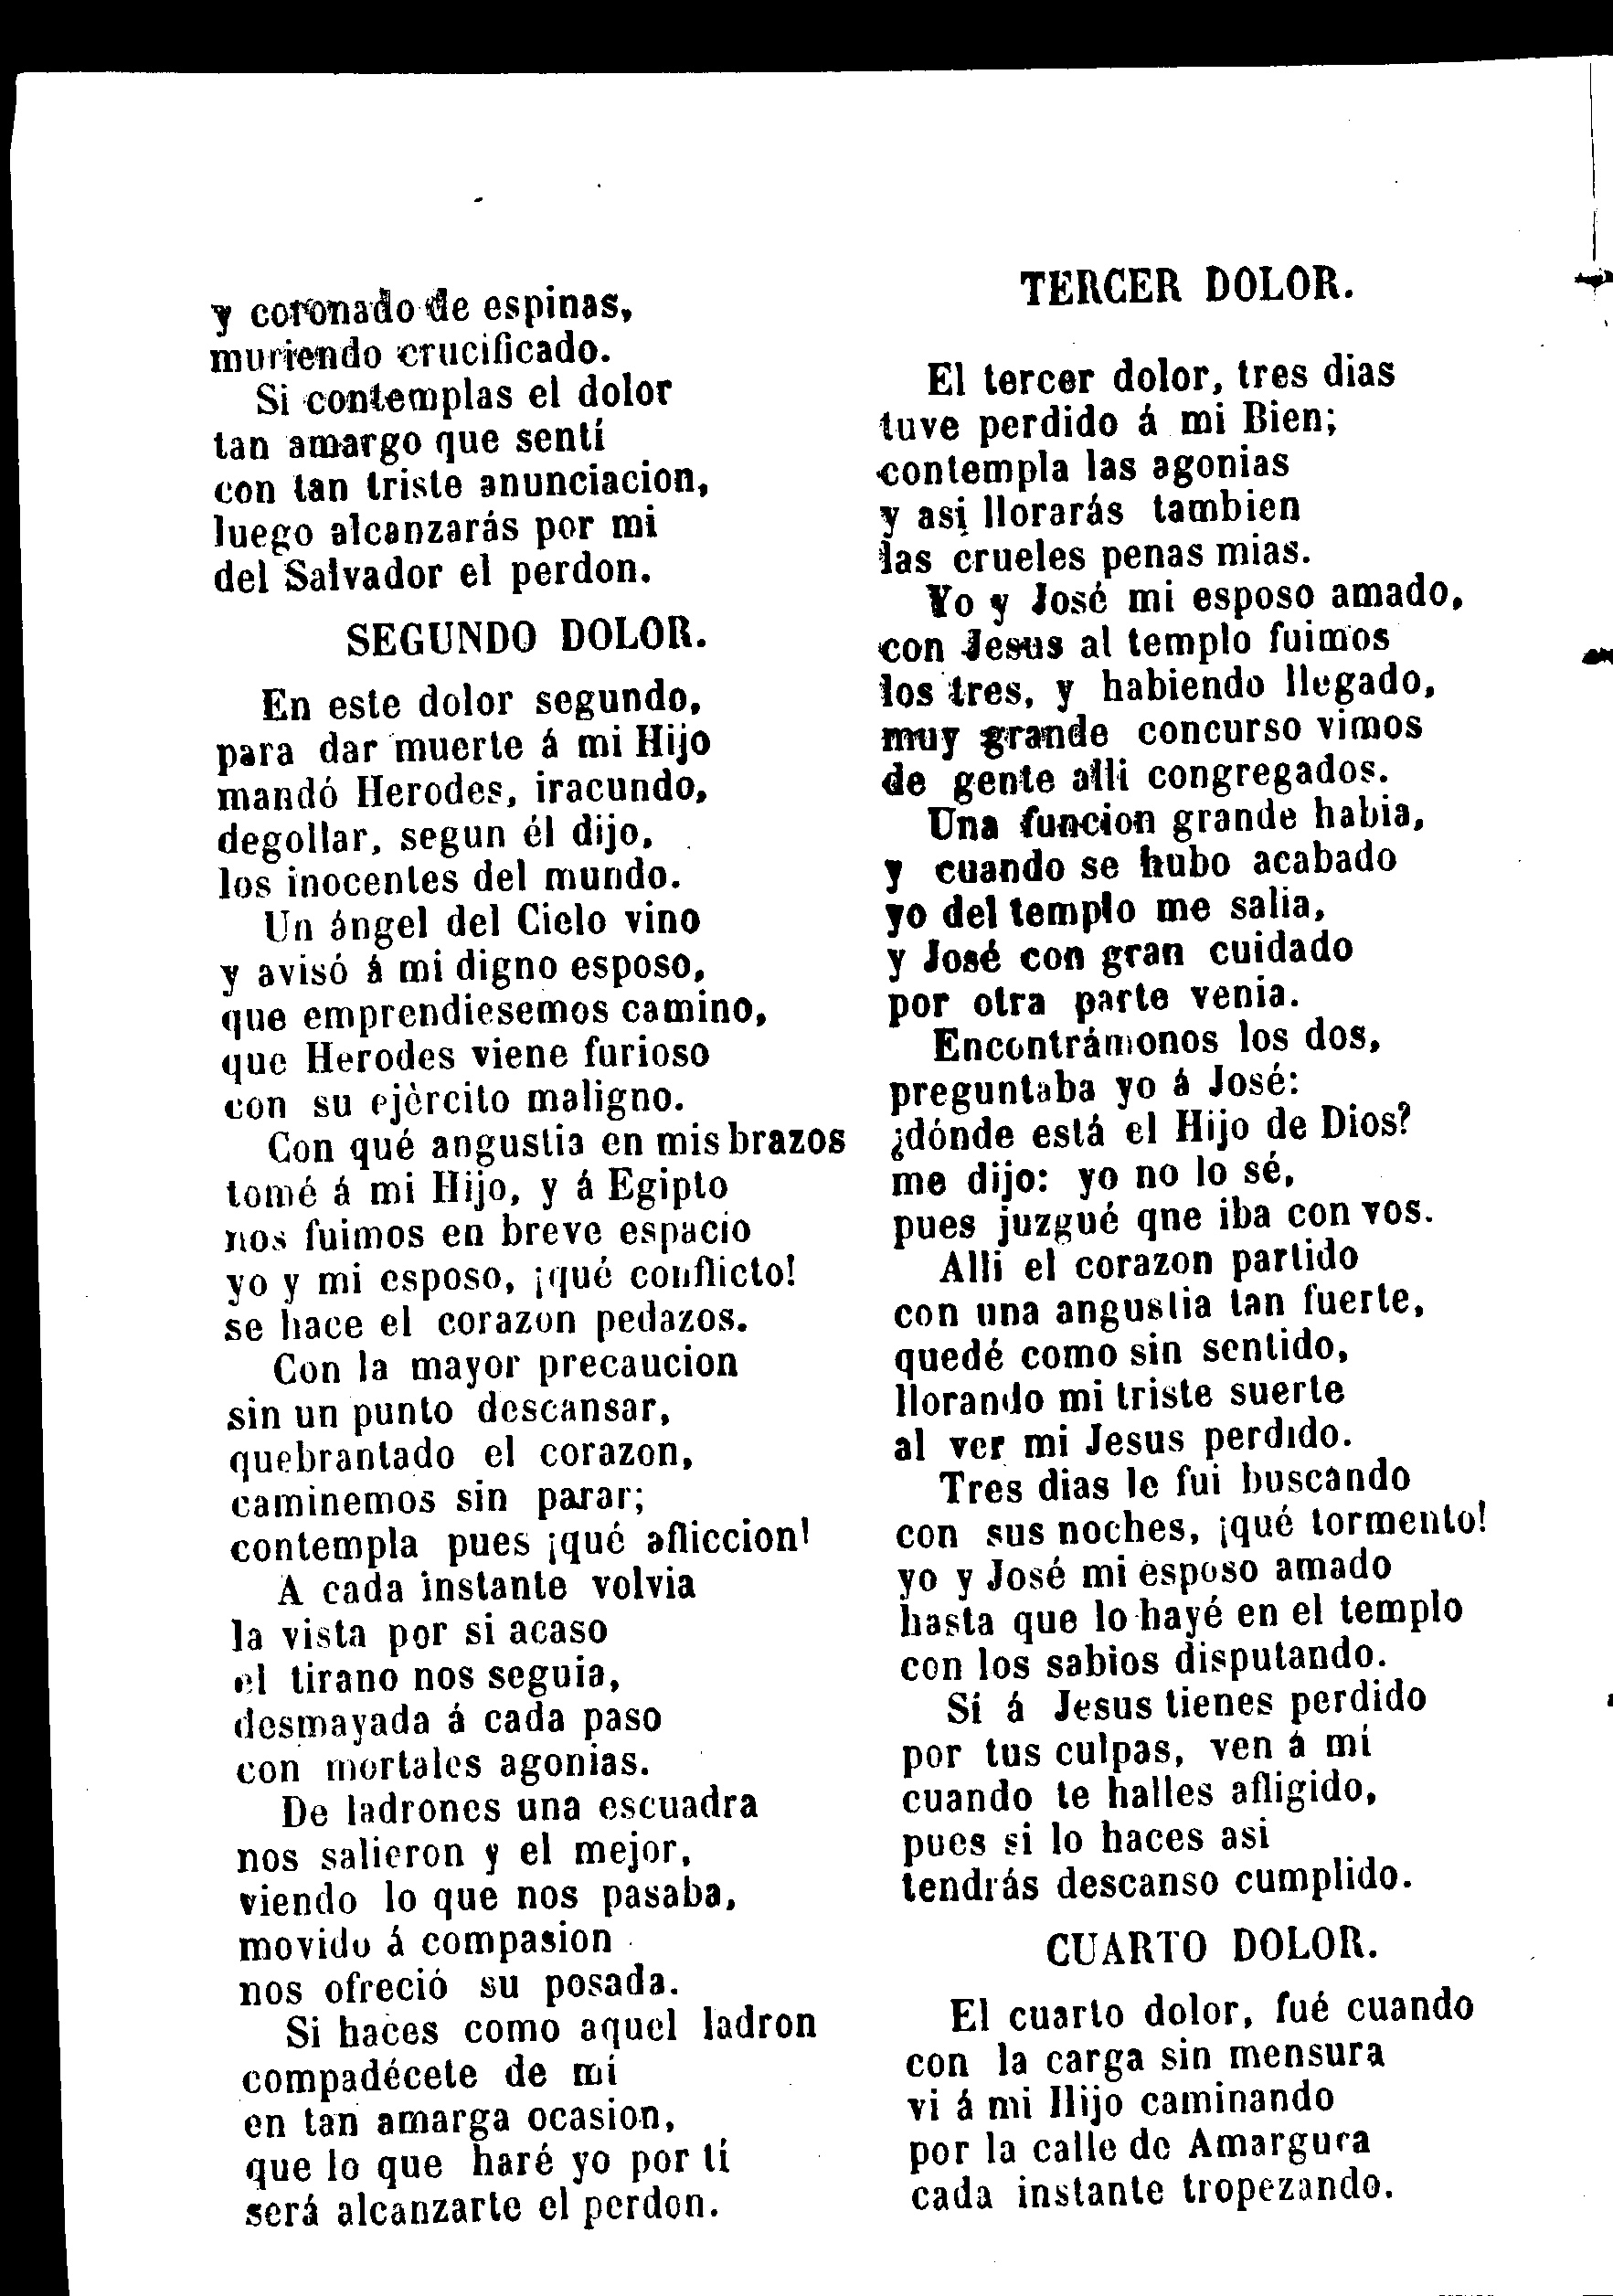 y coronado de espinas,
muriendo crucificado.
Si contemplas el dolor
tan amargo que sentí
con tan triste anunciacion,
luego alcanzarás por mi
del Salvador el perdon.
SEGUNDO DOLOR.
En este dolor segundo,
para dar muerte á mi Hijo
mandó Herodes, iracundo,
degollar, segun él dijo,
los inocentes del mundo.
Un ángel del Cielo vino
y avisó á mi digno esposo,
que emprendiesemos camino,
que Herodes viene furioso
con su ejèrcito maligno.
Con qué angustia en mis brazos
tomé á mi Hijo, y á Egipto
nos fuimos en breve espacio
yo y mi esposo, ¡qué conflicto!
se hace el corazon pedazos.
Con la mayor precaucion
sin un punto descansar,
quebrantado el corazon,
caminemos sin parar;
contempla pues ¡qué afliccion!
A cada instante volvia
la vista por si acaso
el tirano nos seguia,
desmayada á cada paso
con mortales agonias.
De ladrones una escuadra
nos salieron y el mejor,
viendo lo que nos pasaba,
movido á compasion
nos ofreció su posada.
Si haces como aquel ladron
compadécete de mí
en tan amarga ocasion,
que lo que haré yo por tí
será alcanzarte el perdon.
TERCER DOLOR.
El tercer dolor, tres dias
tuve perdido á mi Bien;
contempla las agonias
y asi llorarás tambien
las crueles penas mias.
Yo y José mi esposo amado,
con Jesus al templo fuimos
los tres, y habiendo llegado,
muy grande concurso vimos
de gente alli congregados.
Una funcion grande habia,
y cuando se hubo acabado
yo del templo me salia,
y José con gran cuidado
por otra parte venia.
Encontrámonos los dos,
preguntaba yo á José:
¿dónde está el Hijo de Dios?
me dijo: yo no lo sé,
pues juzgué qne iba con vos.
Alli el corazon partido
con una angustia tan fuerte,
quedé como sin sentido,
llorando mi triste suerte
al ver mi Jesus perdido.
Tres dias le fui buscando
con sus noches, ¡qué tormento!
yo y José mi esposo amado
hasta que lo hayé en el templo
con los sabios disputando.
Sí á Jesus tienes perdido
por tus culpas, ven á mí
cuando te halles afligido,
pues si lo haces asi
tendrás descanso cumplido.
CUARTO DOLOR.
El cuarto dolor, fué cuando
con la carga sin mensura
vi á mi Hijo caminando
por la calle de Amargura
cada instante tropezando.